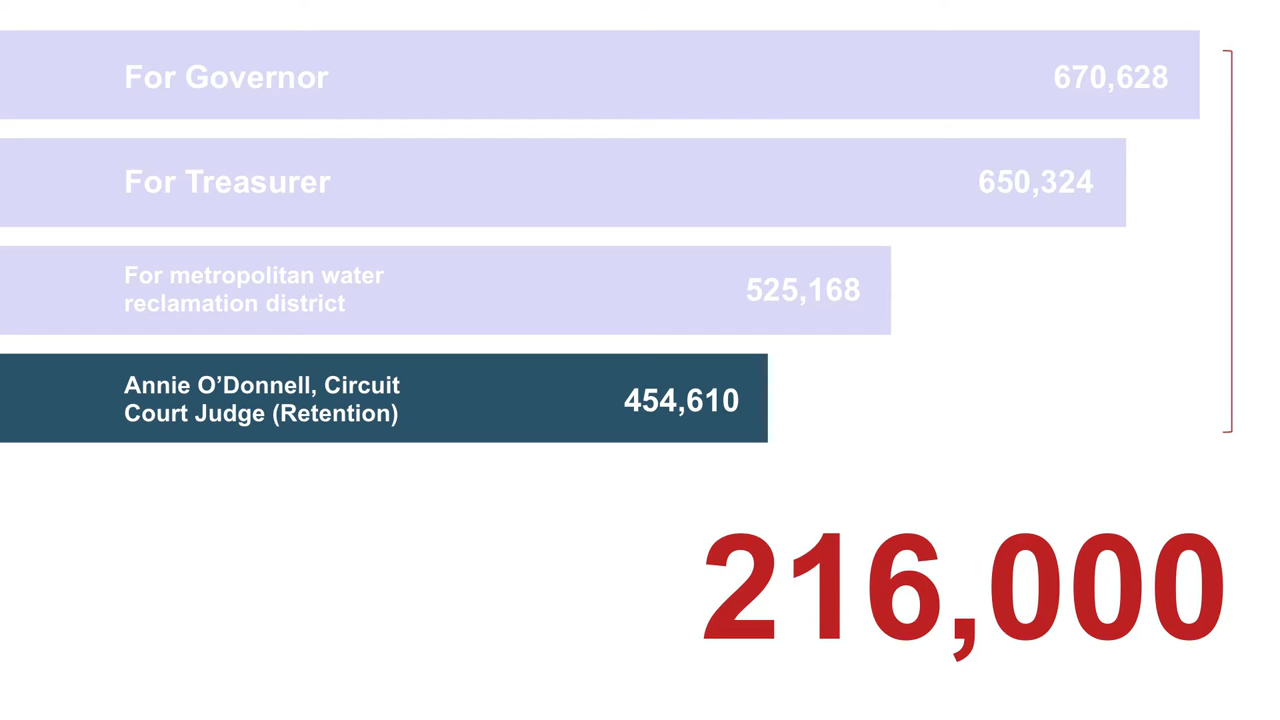 For Governor 670,628
For Treasurer 650,324
For metropolitan water
reclamation district
525,168
Annie O’Donnell, Circuit
Court Judge (Retention)
454,610
216,000